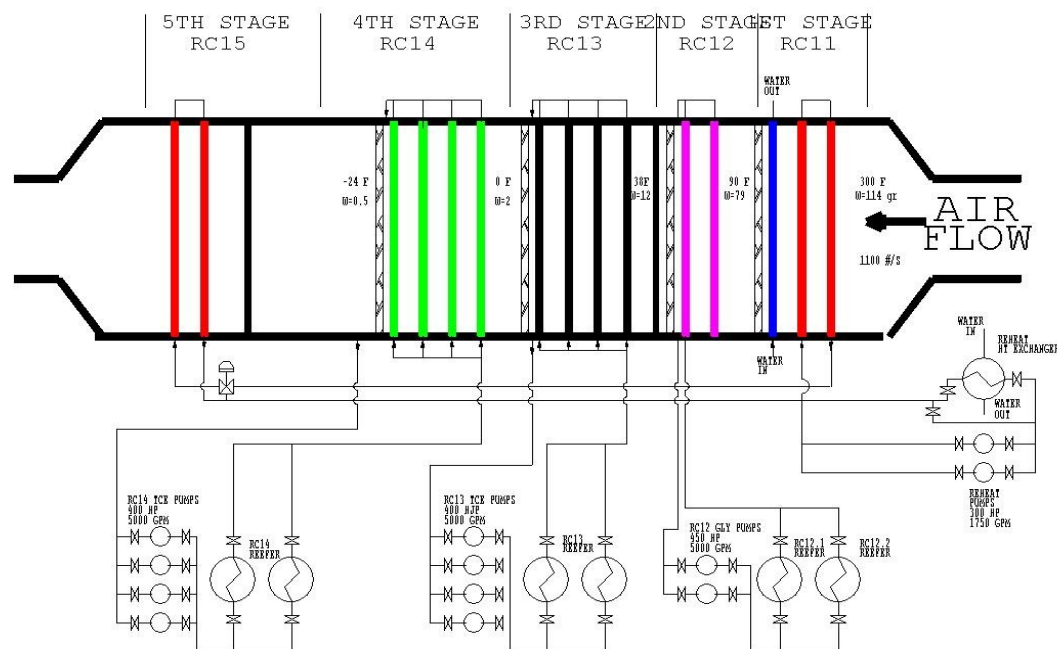 5TH STAGE
RC15
4TH STAGE
RC14
3RD STAGE
RC13
2ND STAGE
RC12
1ST STAGE
RC11
WATER
OUT
-24 F
W=0.5
0 F
W=2
38F
W=12
90 F
W=79
300 F
W=114 gr
AIR
FLOW
1100 #/S
WATER
IN
WATER
IN
REHEAT
HT EXCHANGER
WATER
OUT
RC14 TCE PUMPS
400 HP
5000 GPM
RC14
REEFER
RC13 TCE PUMPS
400 HJP
5000 GPM
RC13
REEFER
RC12 GLY PUMPS
450 HP
5000 GPM
RC12.1
REEFER
RC12.2
REEFER
REHEAT
PUMPS
300 HP
1750 GPM